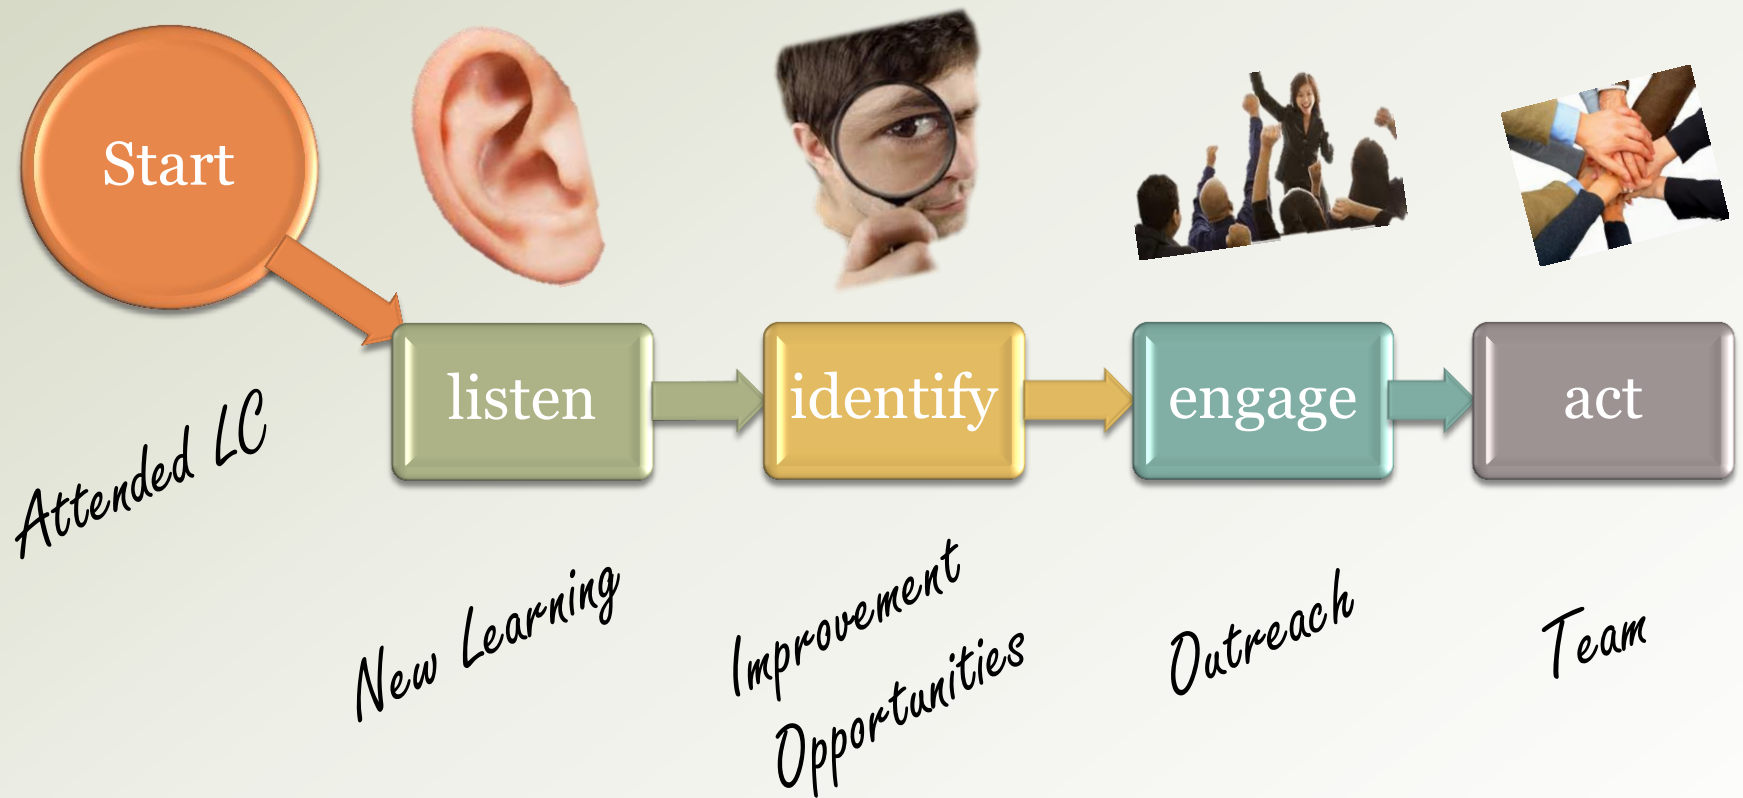 Start
listen
identify
engage
act
Attended LC
New Learning
Improvement
Opportunities
Outreach
Team